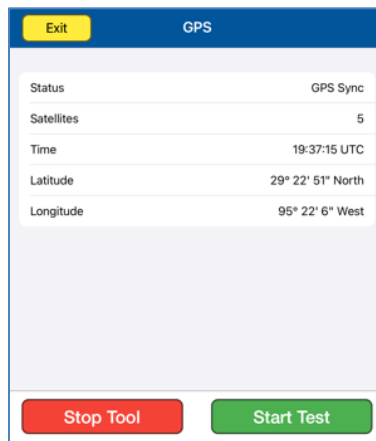 Exit GPS
Status GPS Sync
Satellites 5
Time 19:37:15 UTC
Latitude 29° 22' 51" North
Longitude 95° 22' 6" West
Stop Tool Start Test